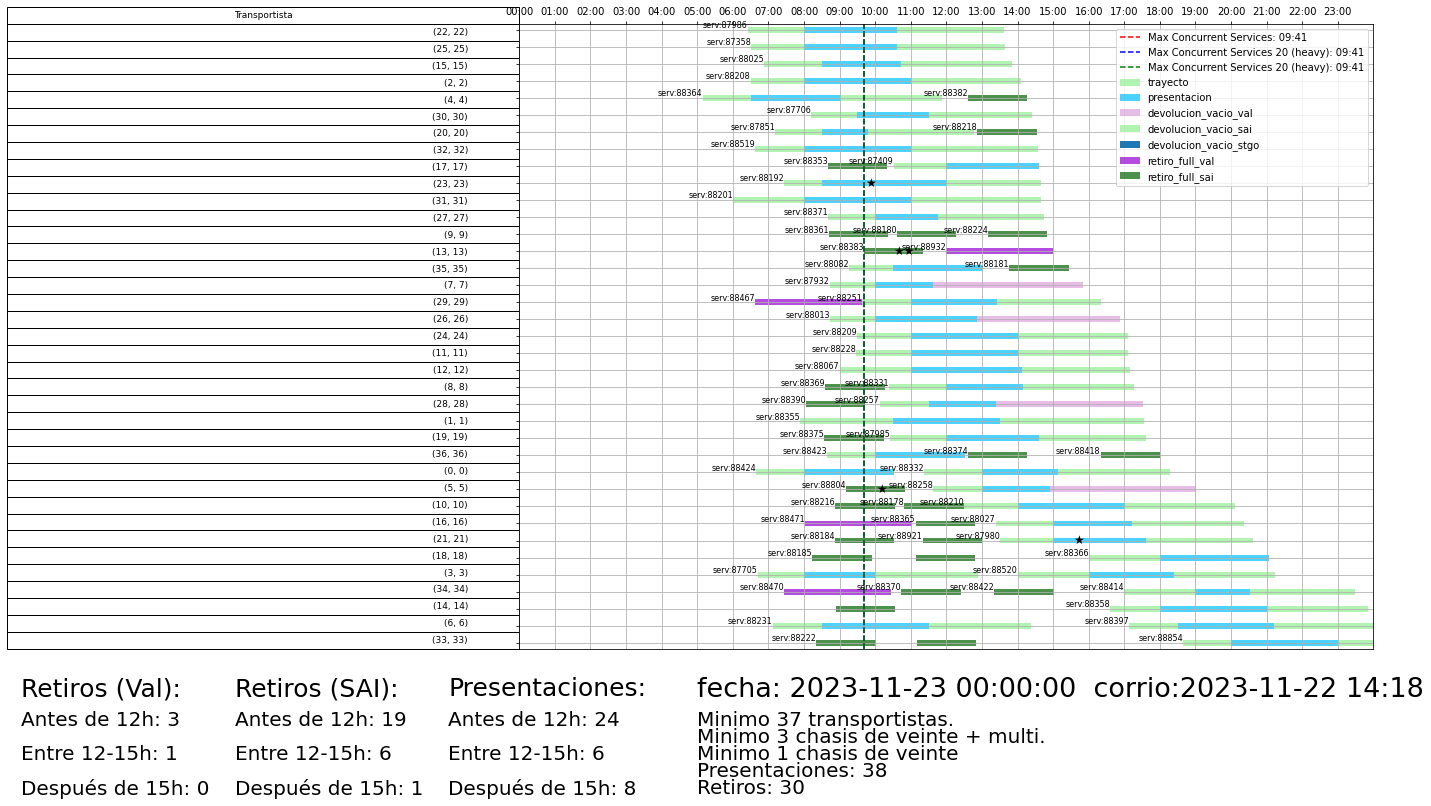 Transportista
00:00 01:00 02:00 03:00 04:00 05:00 06:00 07:00 08:00 09:00 10:00 11:00 12:00 13:00 14:00 15:00 16:00 17:00 18:00 19:00 20:00 21:00 22:00 23:00
(22, 22) serv:87986
(25, 25) serv:87358
(15, 15) serv:88025
(2, 2) serv:88208
(4, 4) serv:88364 serv:88382
(30, 30) serv:87706
(20, 20) serv:87851 serv:88218
(32, 32) serv:88519
(17, 17) serv:88353 serv:87409
(23, 23) serv:88192
(31, 31) serv:88201
(27, 27) serv:88371
(9, 9) serv:88361 serv:88180 serv:88224
(13, 13) serv:88383 serv:88932
(35, 35) serv:88082 serv:88181
(7, 7) serv:87932
(29, 29) serv:88467 serv:88251
(26, 26) serv:88013
(24, 24) serv:88209
(11, 11) serv:88228
(12, 12) serv:88067
(8, 8) serv:88369 serv:88331
(28, 28) serv:88390 serv:88257
(1, 1) serv:88355
(19, 19) serv:88375 serv:87985
(36, 36) serv:88423 serv:88374 serv:88418
(0, 0) serv:88424 serv:88332
(5, 5) serv:88804 serv:88258
(10, 10) serv:88216 serv:88178 serv:88210
(16, 16) serv:88471 serv:88365 serv:88027
(21, 21) serv:88184 serv:88921 serv:87980
(18, 18) serv:88185 serv:88366
(3, 3) serv:87705 serv:88520
(34, 34) serv:88470 serv:88370 serv:88422 serv:88414
(14, 14) serv:88358
(6, 6) serv:88231 serv:88397
(33, 33) serv:88222 serv:88854
Max Concurrent Services: 09:41
Max Concurrent Services 20 (heavy): 09:41
Max Concurrent Services 20 (heavy): 09:41
trayecto
presentacion
devolucion_vacio_val
devolucion_vacio_sai
devolucion_vacio_stgo
retiro_full_val
retiro_full_sai
Retiros (Val):
Antes de 12h: 3
Entre 12-15h: 1
Después de 15h: 0
Retiros (SAI):
Antes de 12h: 19
Entre 12-15h: 6
Después de 15h: 1
Presentaciones:
Antes de 12h: 24
Entre 12-15h: 6
Después de 15h: 8
fecha: 2023-11-23 00:00:00 corrio:2023-11-22 14:18
Minimo 37 transportistas.
Minimo 3 chasis de veinte + multi.
Minimo 1 chasis de veinte
Presentaciones: 38
Retiros: 30